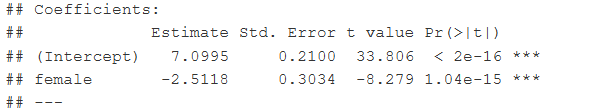 ## Coefficients:
##             Estimate Std. Error t value Pr(>|t|)
## (Intercept)   7.0995     0.2100  33.806  < 2e-16 ***
## female       -2.5118     0.3034  -8.279 1.04e-15 ***
## ---